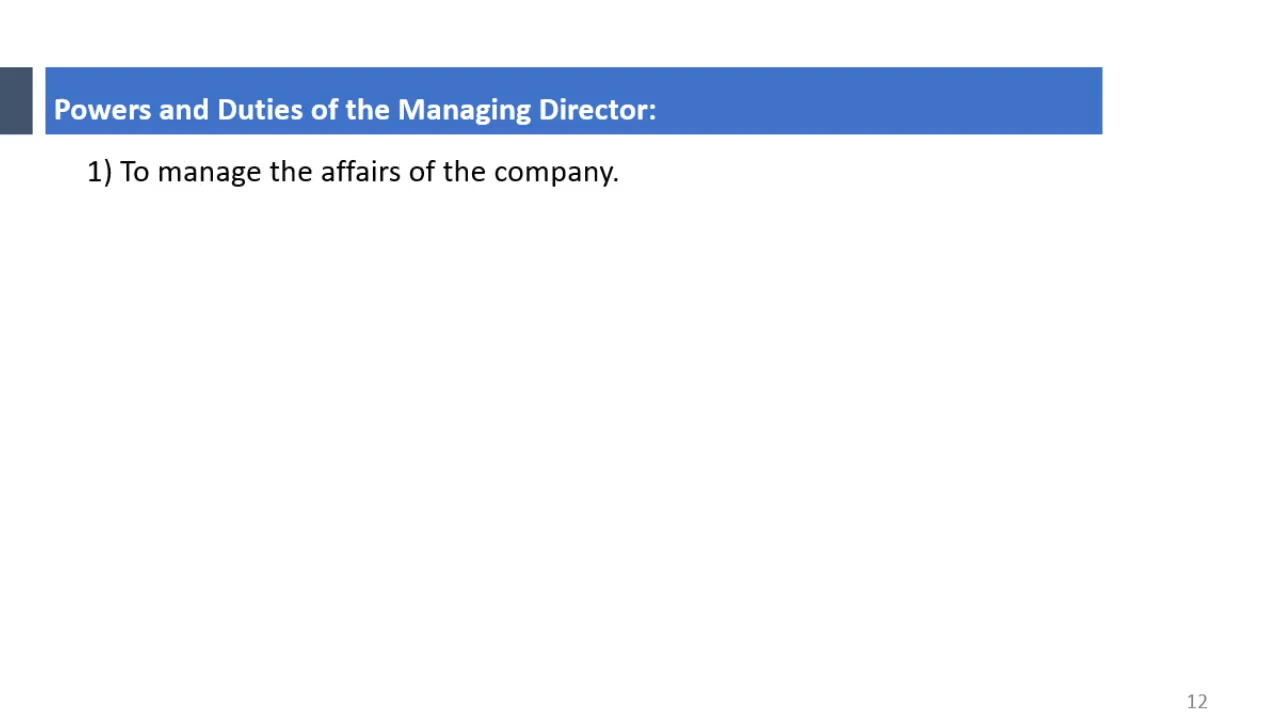 Powers and Duties of the Managing Director:
1) To manage the affairs of the company.
12